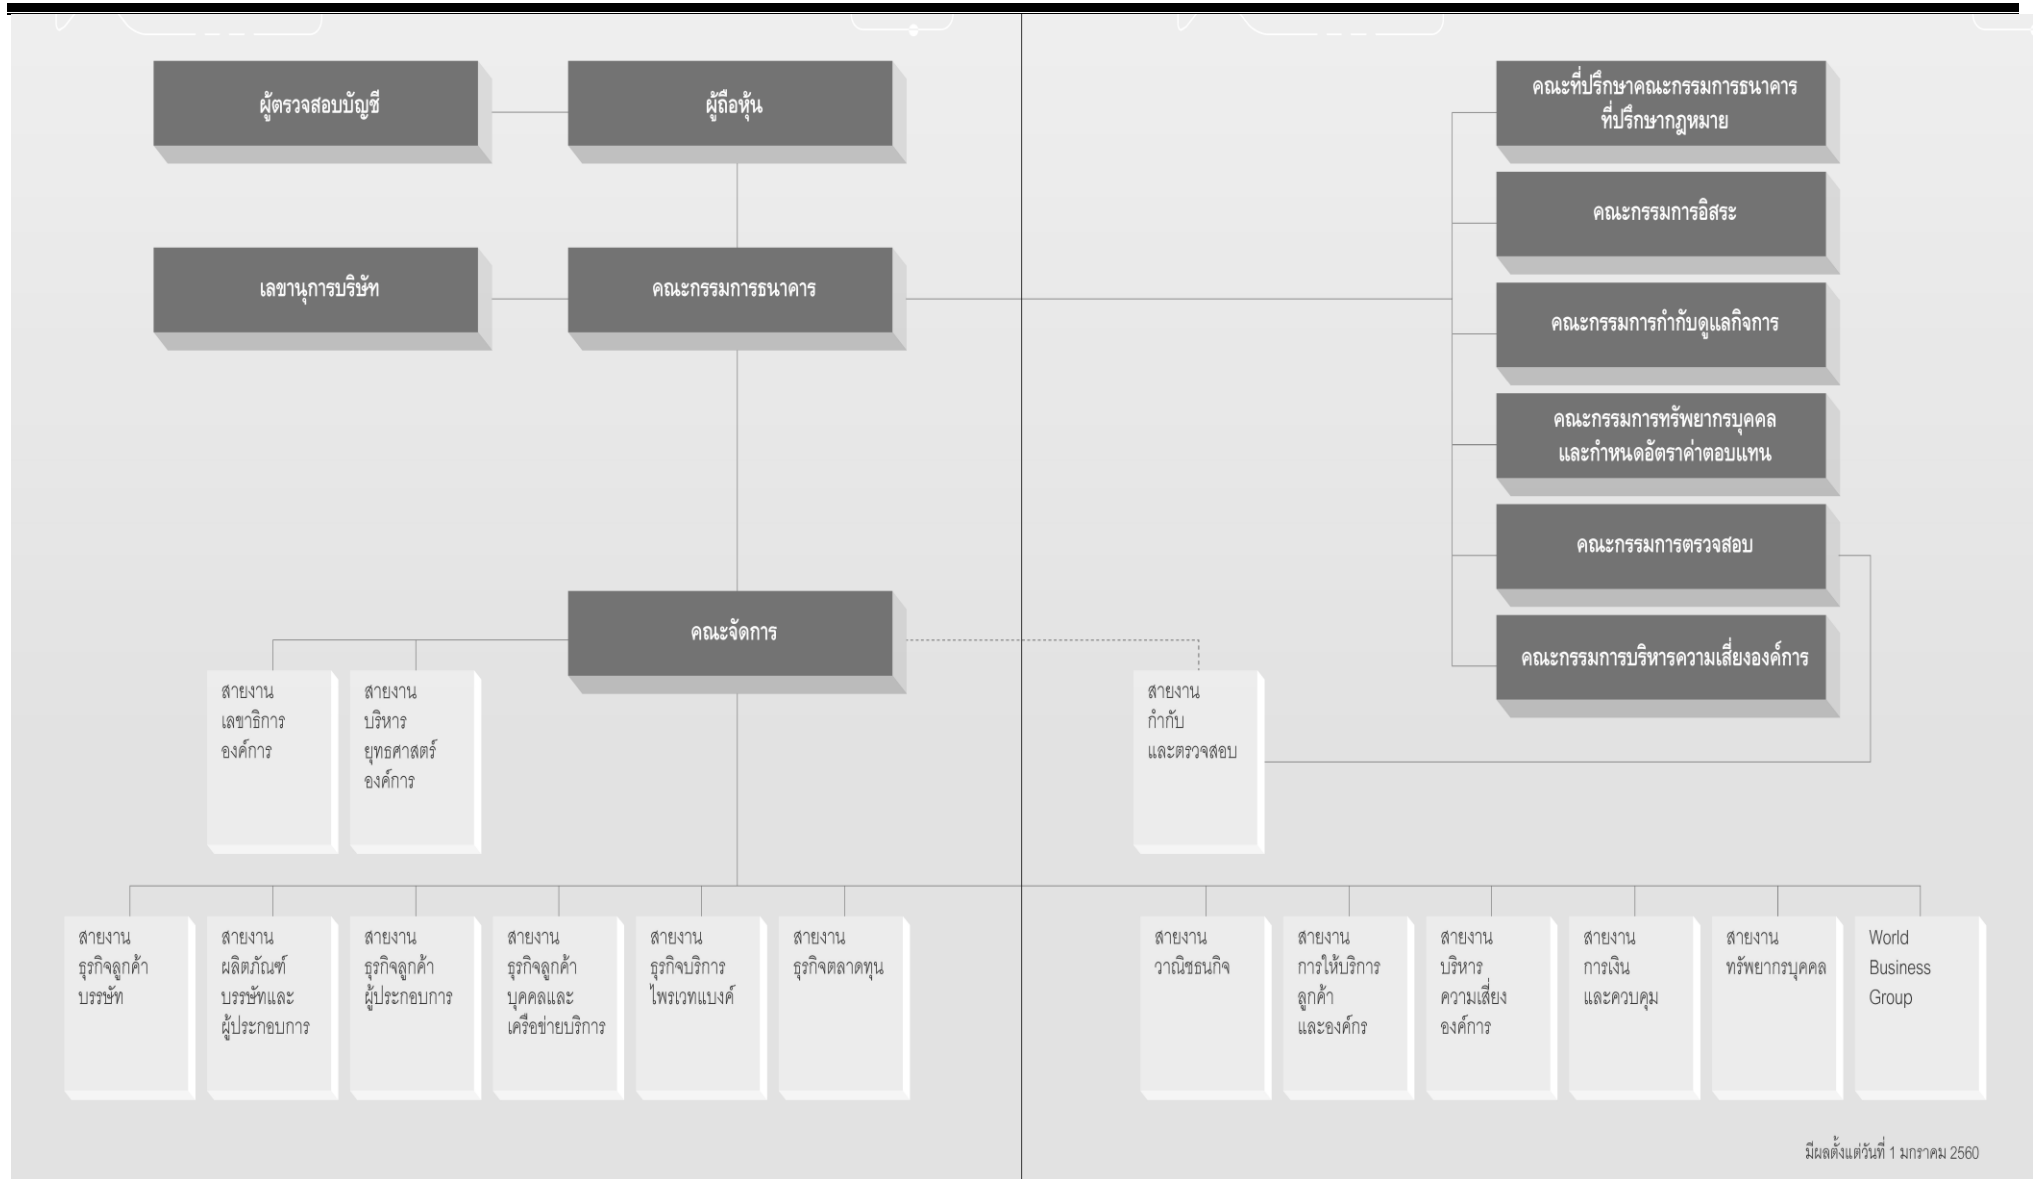 ผู้ตรวจสอบบัญชี
ผู้ถือหุ้น
คณะที่ปรึกษาคณะกรรมการธนาคาร
ที่ปรึกษากฎหมาย
คณะกรรมการอิสระ
เลขานุการบริษัท
คณะกรรมการธนาคาร
คณะกรรมการกำกับดูแลกิจการ
คณะกรรมการทรัพยากรบุคคล
และกำหนดอัตราค่าตอบแทน
คณะกรรมการตรวจสอบ
คณะจัดการ
คณะกรรมการบริหารความเสี่ยงองค์การ
สายงาน
เลขาธิการ
องค์การ
สายงาน
บริหาร
ยุทธศาสตร์
องค์การ
สายงาน
กำกับ
และตรวจสอบ
สายงาน
ธุรกิจลูกค้า
บรรษัท
สายงาน
ผลิตภัณฑ์
บรรษัทและ
ผู้ประกอบการ
สายงาน
ธุรกิจลูกค้า
ผู้ประกอบการ
สายงาน
ธุรกิจลูกค้า
บุคคลและ
เครือข่ายบริการ
สายงาน
ธุรกิจบริการ
ไพรเวทแบงค์
สายงาน
ธุรกิจตลาดทุน
สายงาน
วาณิชธนกิจ
สายงาน
การให้บริการ
ลูกค้า
และองค์กร
สายงาน
บริหาร
ความเสี่ยง
องค์การ
สายงาน
การเงิน
และควบคุม
สายงาน
ทรัพยากรบุคคล
World
Business
Group
มีผลตั้งแต่วันที่ 1 มกราคม 2560